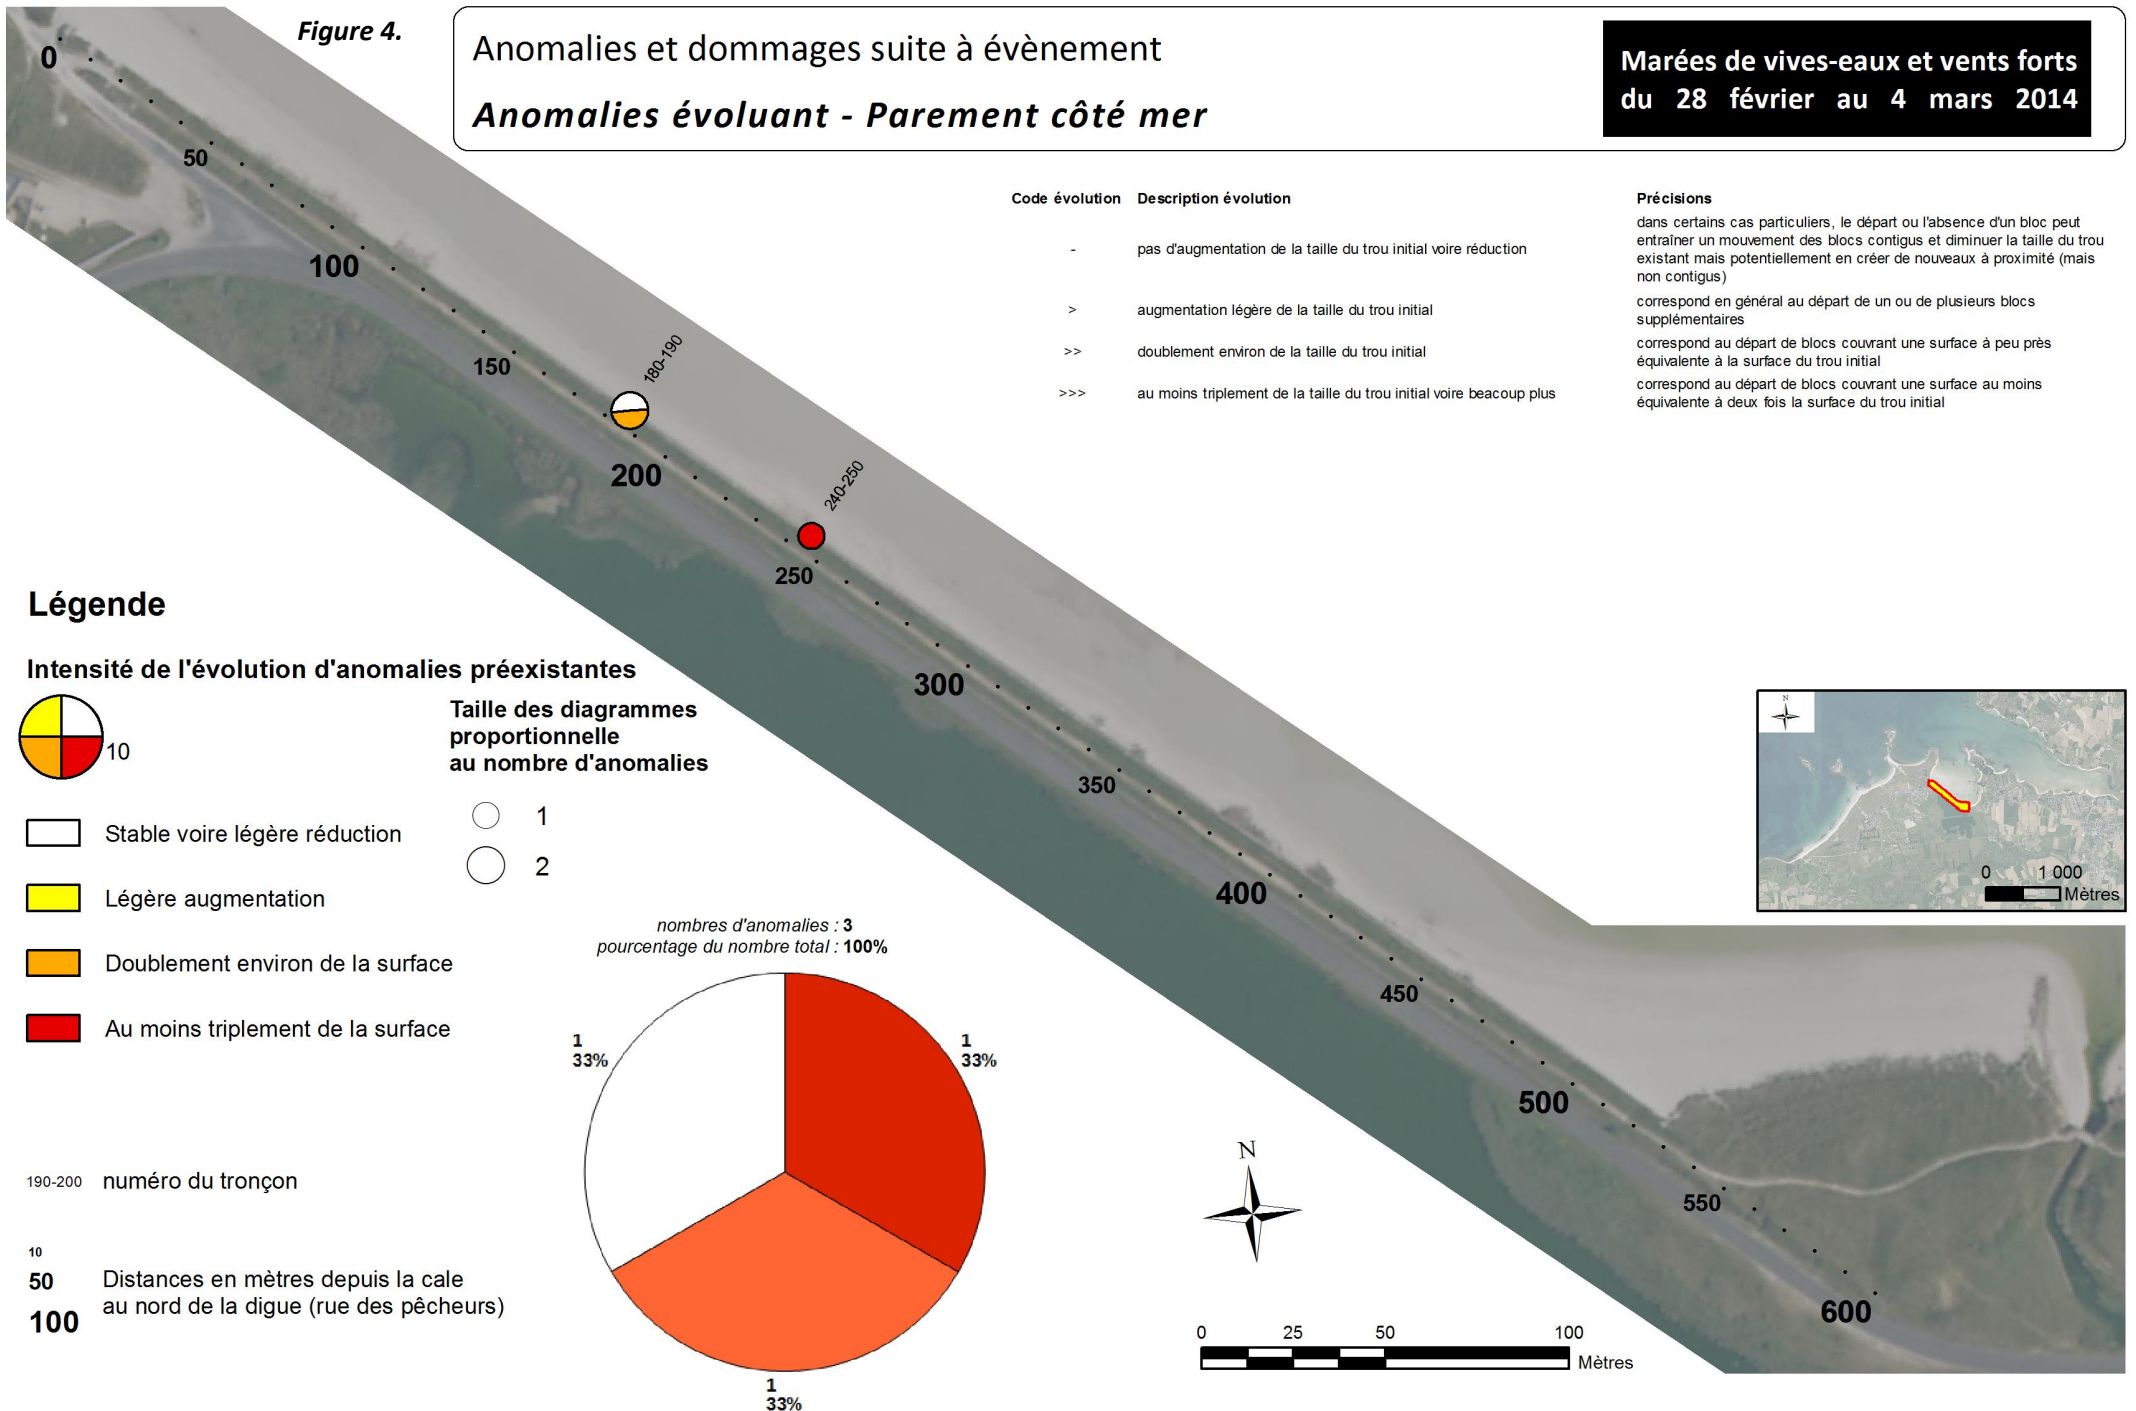 Figure 4.
Anomalies et dommages suite à évènement
Anomalies évoluant - Parement côté mer
Marées de vives-eaux et vents forts
du 28 février au 4 mars 2014
Code évolution Description évolution Précisions
- pas d'augmentation de la taille du trou initial voire réduction
dans certains cas particuliers, le départ ou l'absence d'un bloc peut
entraîner un mouvement des blocs contigus et diminuer la taille du trou
existant mais potentiellement en créer de nouveaux à proximité (mais
non contigus)
> augmentation légère de la taille du trou initial
correspond en général au départ de un ou de plusieurs blocs
supplémentaires
>> doublement environ de la taille du trou initial
correspond au départ de blocs couvrant une surface à peu près
équivalente à la surface du trou initial
>>> au moins triplement de la taille du trou initial voire beacoup plus
correspond au départ de blocs couvrant une surface au moins
équivalente à deux fois la surface du trou initial
0
50
100
150
180-190
200
240-250
250
300
350
400
450
500
550
600
Légende
Intensité de l'évolution d'anomalies préexistantes
10
Taille des diagrammes
proportionnelle
au nombre d'anomalies
1
2
Stable voire légère réduction
Légère augmentation
Doublement environ de la surface
Au moins triplement de la surface
190-200 numéro du tronçon
10
50
100
Distances en mètres depuis la cale
au nord de la digue (rue des pêcheurs)
nombres d'anomalies : 3
pourcentage du nombre total : 100%
1
33%
1
33%
1
33%
N
0 1 000
Mètres
N
0 25 50 100
Mètres